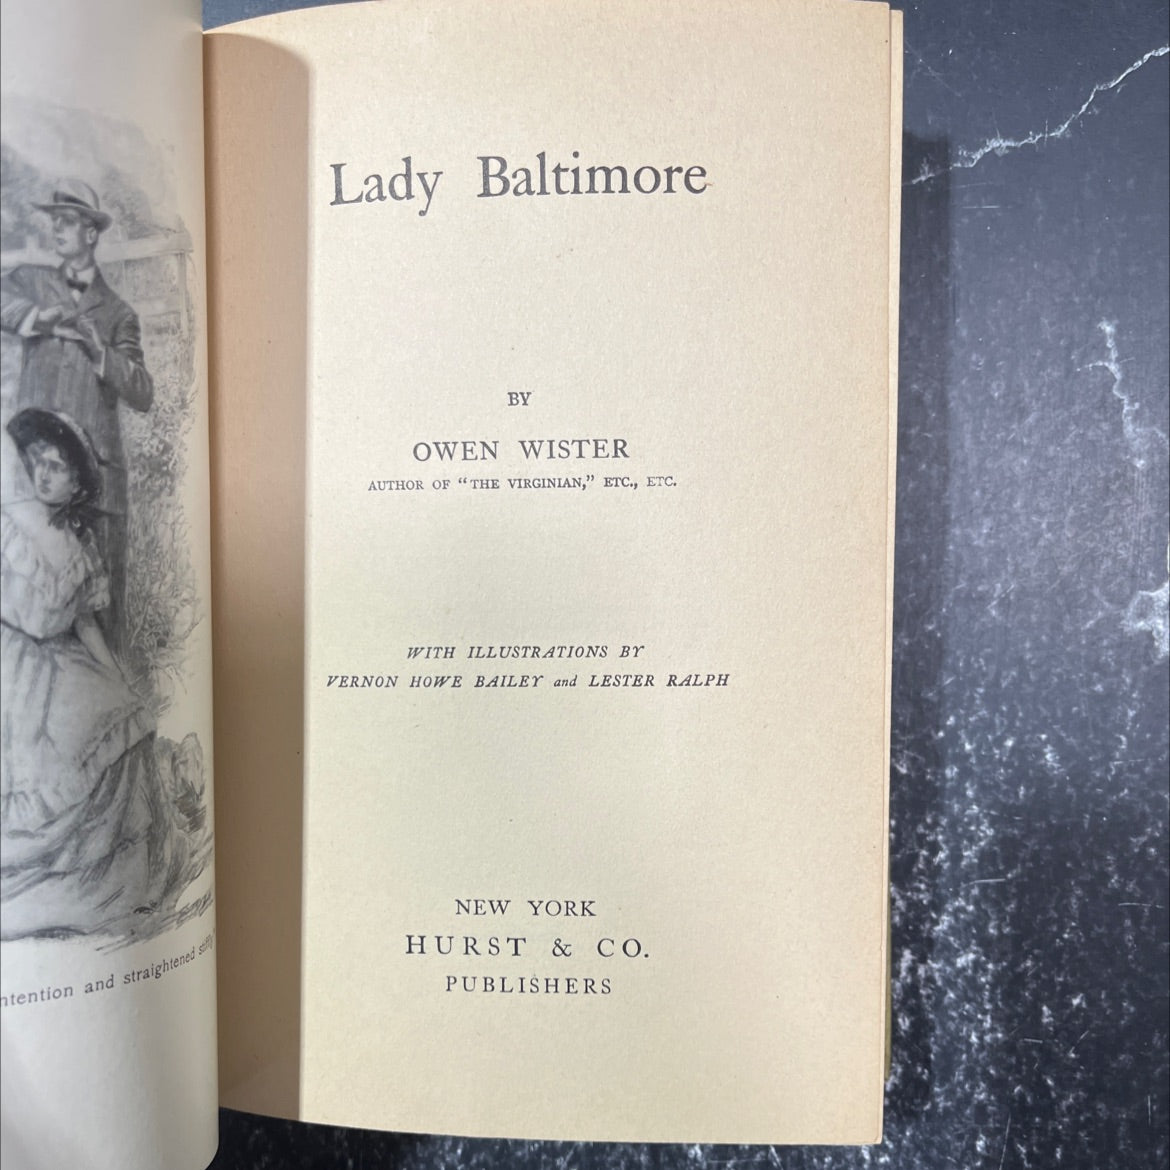 ntention and straightened stiffly
Lady Baltimore
BY
OWEN WISTER
AUTHOR OF “THE VIRGINIAN,” ETC., ETC.
WITH ILLUSTRATIONS BY
VERNON HOWE BAILEY and LESTER RALPH
NEW YORK
HURST & CO.
PUBLISHERS